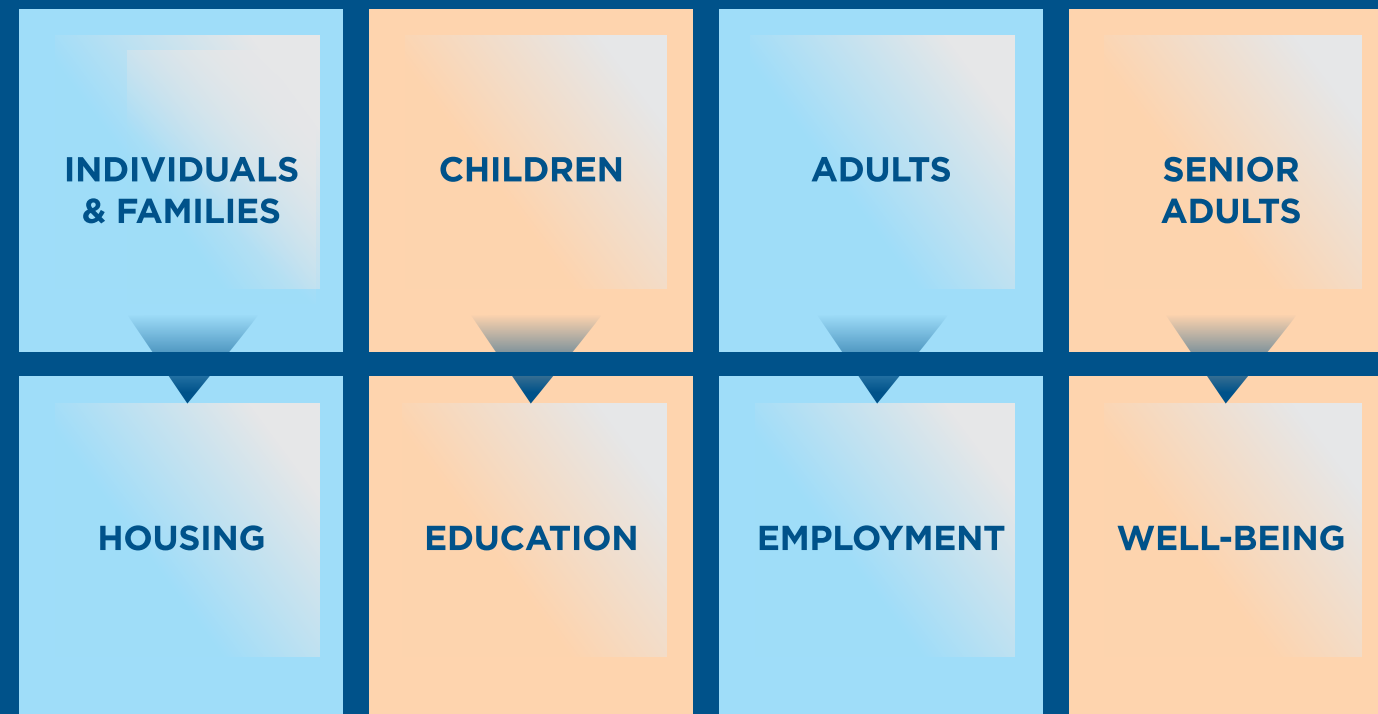 INDIVIDUALS
& FAMILIES
CHILDREN
ADULTS
SENIOR
ADULTS
HOUSING
EDUCATION
EMPLOYMENT
WELL-BEING